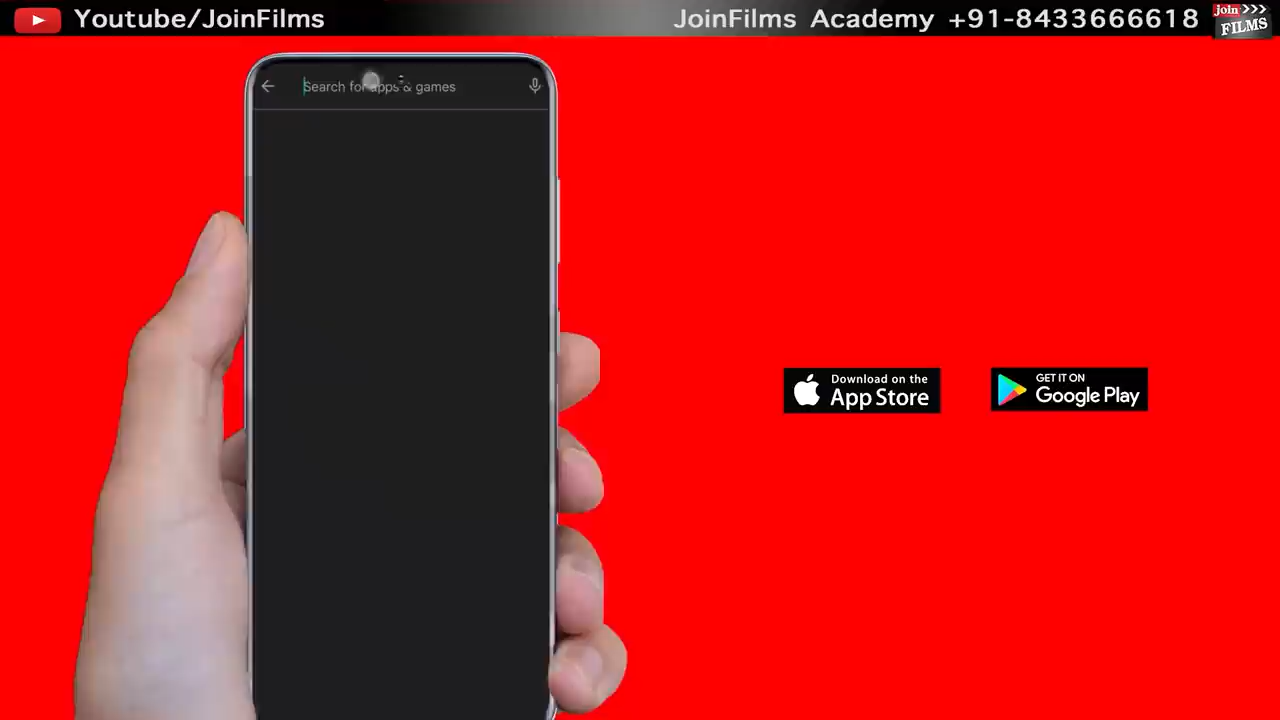 Youtube/JoinFilms
JoinFilms Academy +91-8433666618
Join
FILMS
Search for apps & games
Download on the
App Store
GET IT ON
Google Play